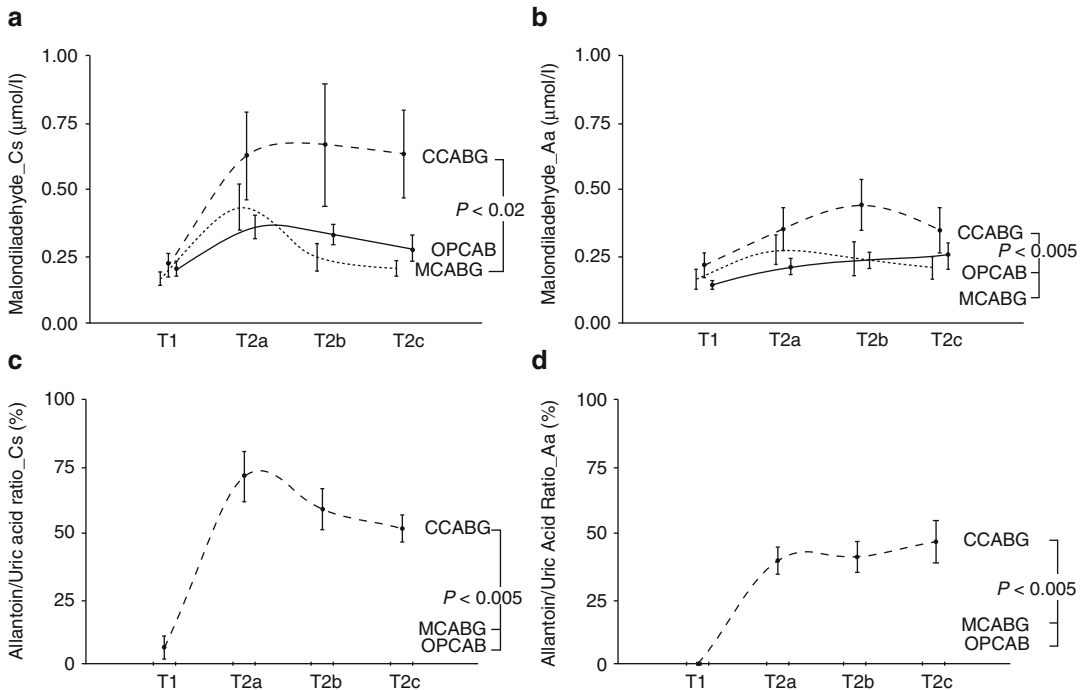 a
Malondiladehyde_Cs (µmol/l)
1.00
0.75
0.50
0.25
0.00
T1 T2a T2b T2c
CCABG
P < 0.02
OPCAB
MCABG
b
Malondiladehyde_Aa (µmol/l)
1.00
0.75
0.50
0.25
0.00
T1 T2a T2b T2c
CCABG
P < 0.005
OPCAB
MCABG
c
Allantoin/Uric acid ratio_Cs (%)
100
75
50
25
0
T1 T2a T2b T2c
CCABG
P < 0.005
MCABG
OPCAB
d
Allantoin/Uric Acid Ratio_Aa (%)
100
75
50
25
0
T1 T2a T2b T2c
CCABG
P < 0.005
MCABG
OPCAB